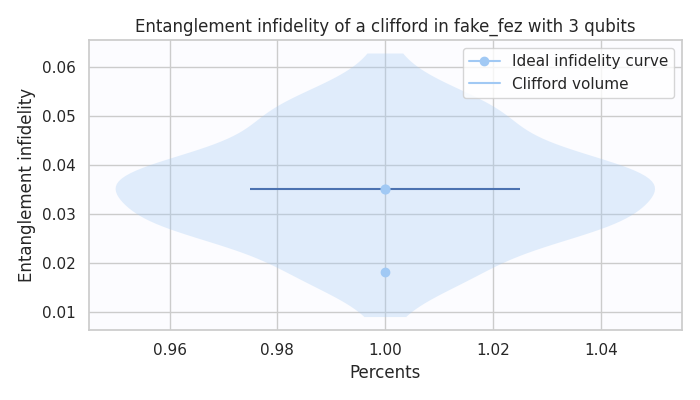 Entanglement infidelity of a clifford in fake_fez with 3 qubits
Ideal infidelity curve
Clifford volume
Entanglement infidelity
0.06
0.05
0.04
0.03
0.02
0.01
0.96
0.98
1.00
1.02
1.04
Percents